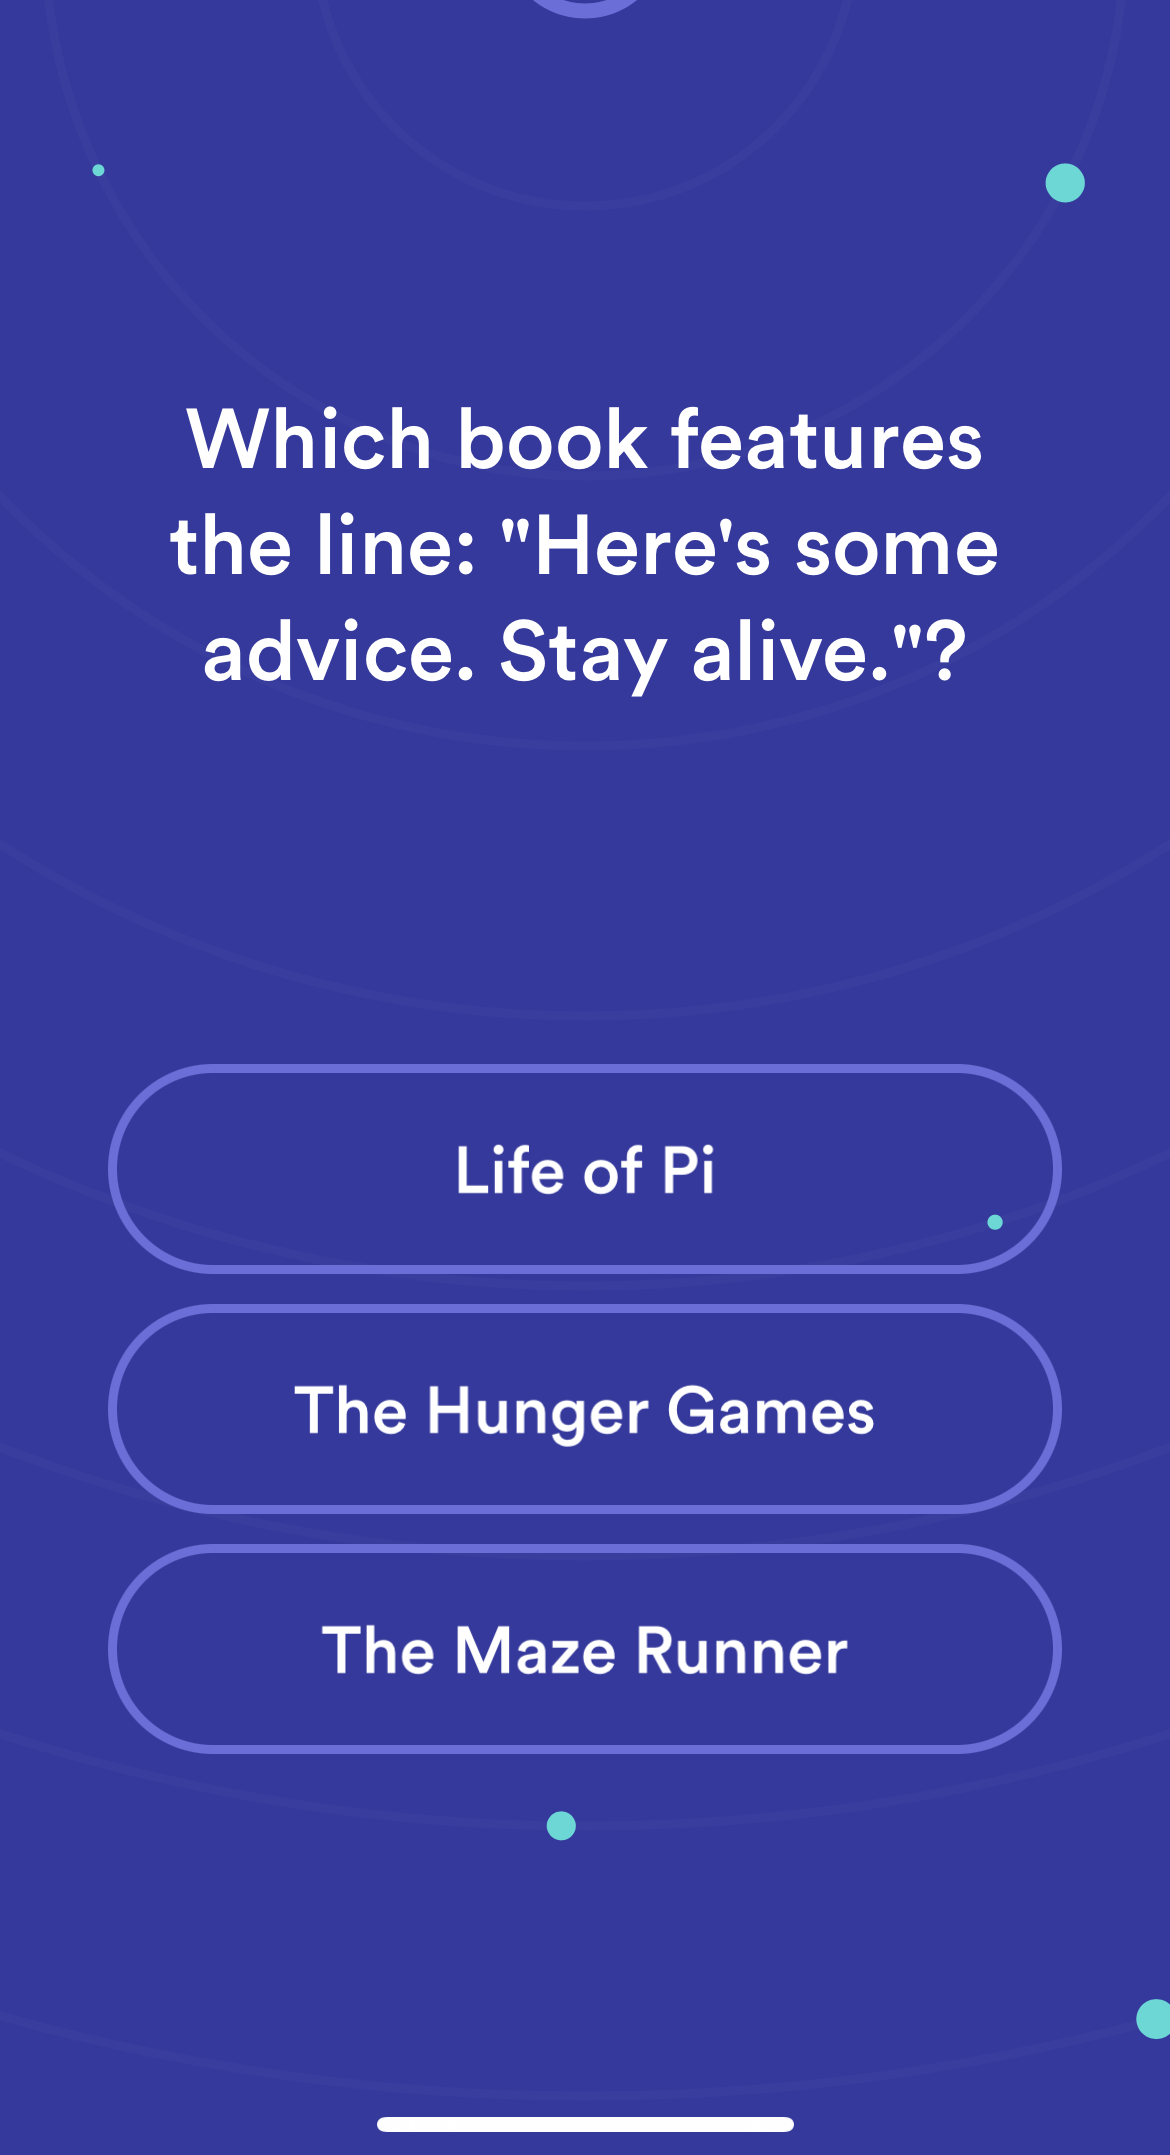 Which book features
the line: "Here's some
advice. Stay alive."?
Life of Pi
The Hunger Games
The Maze Runner